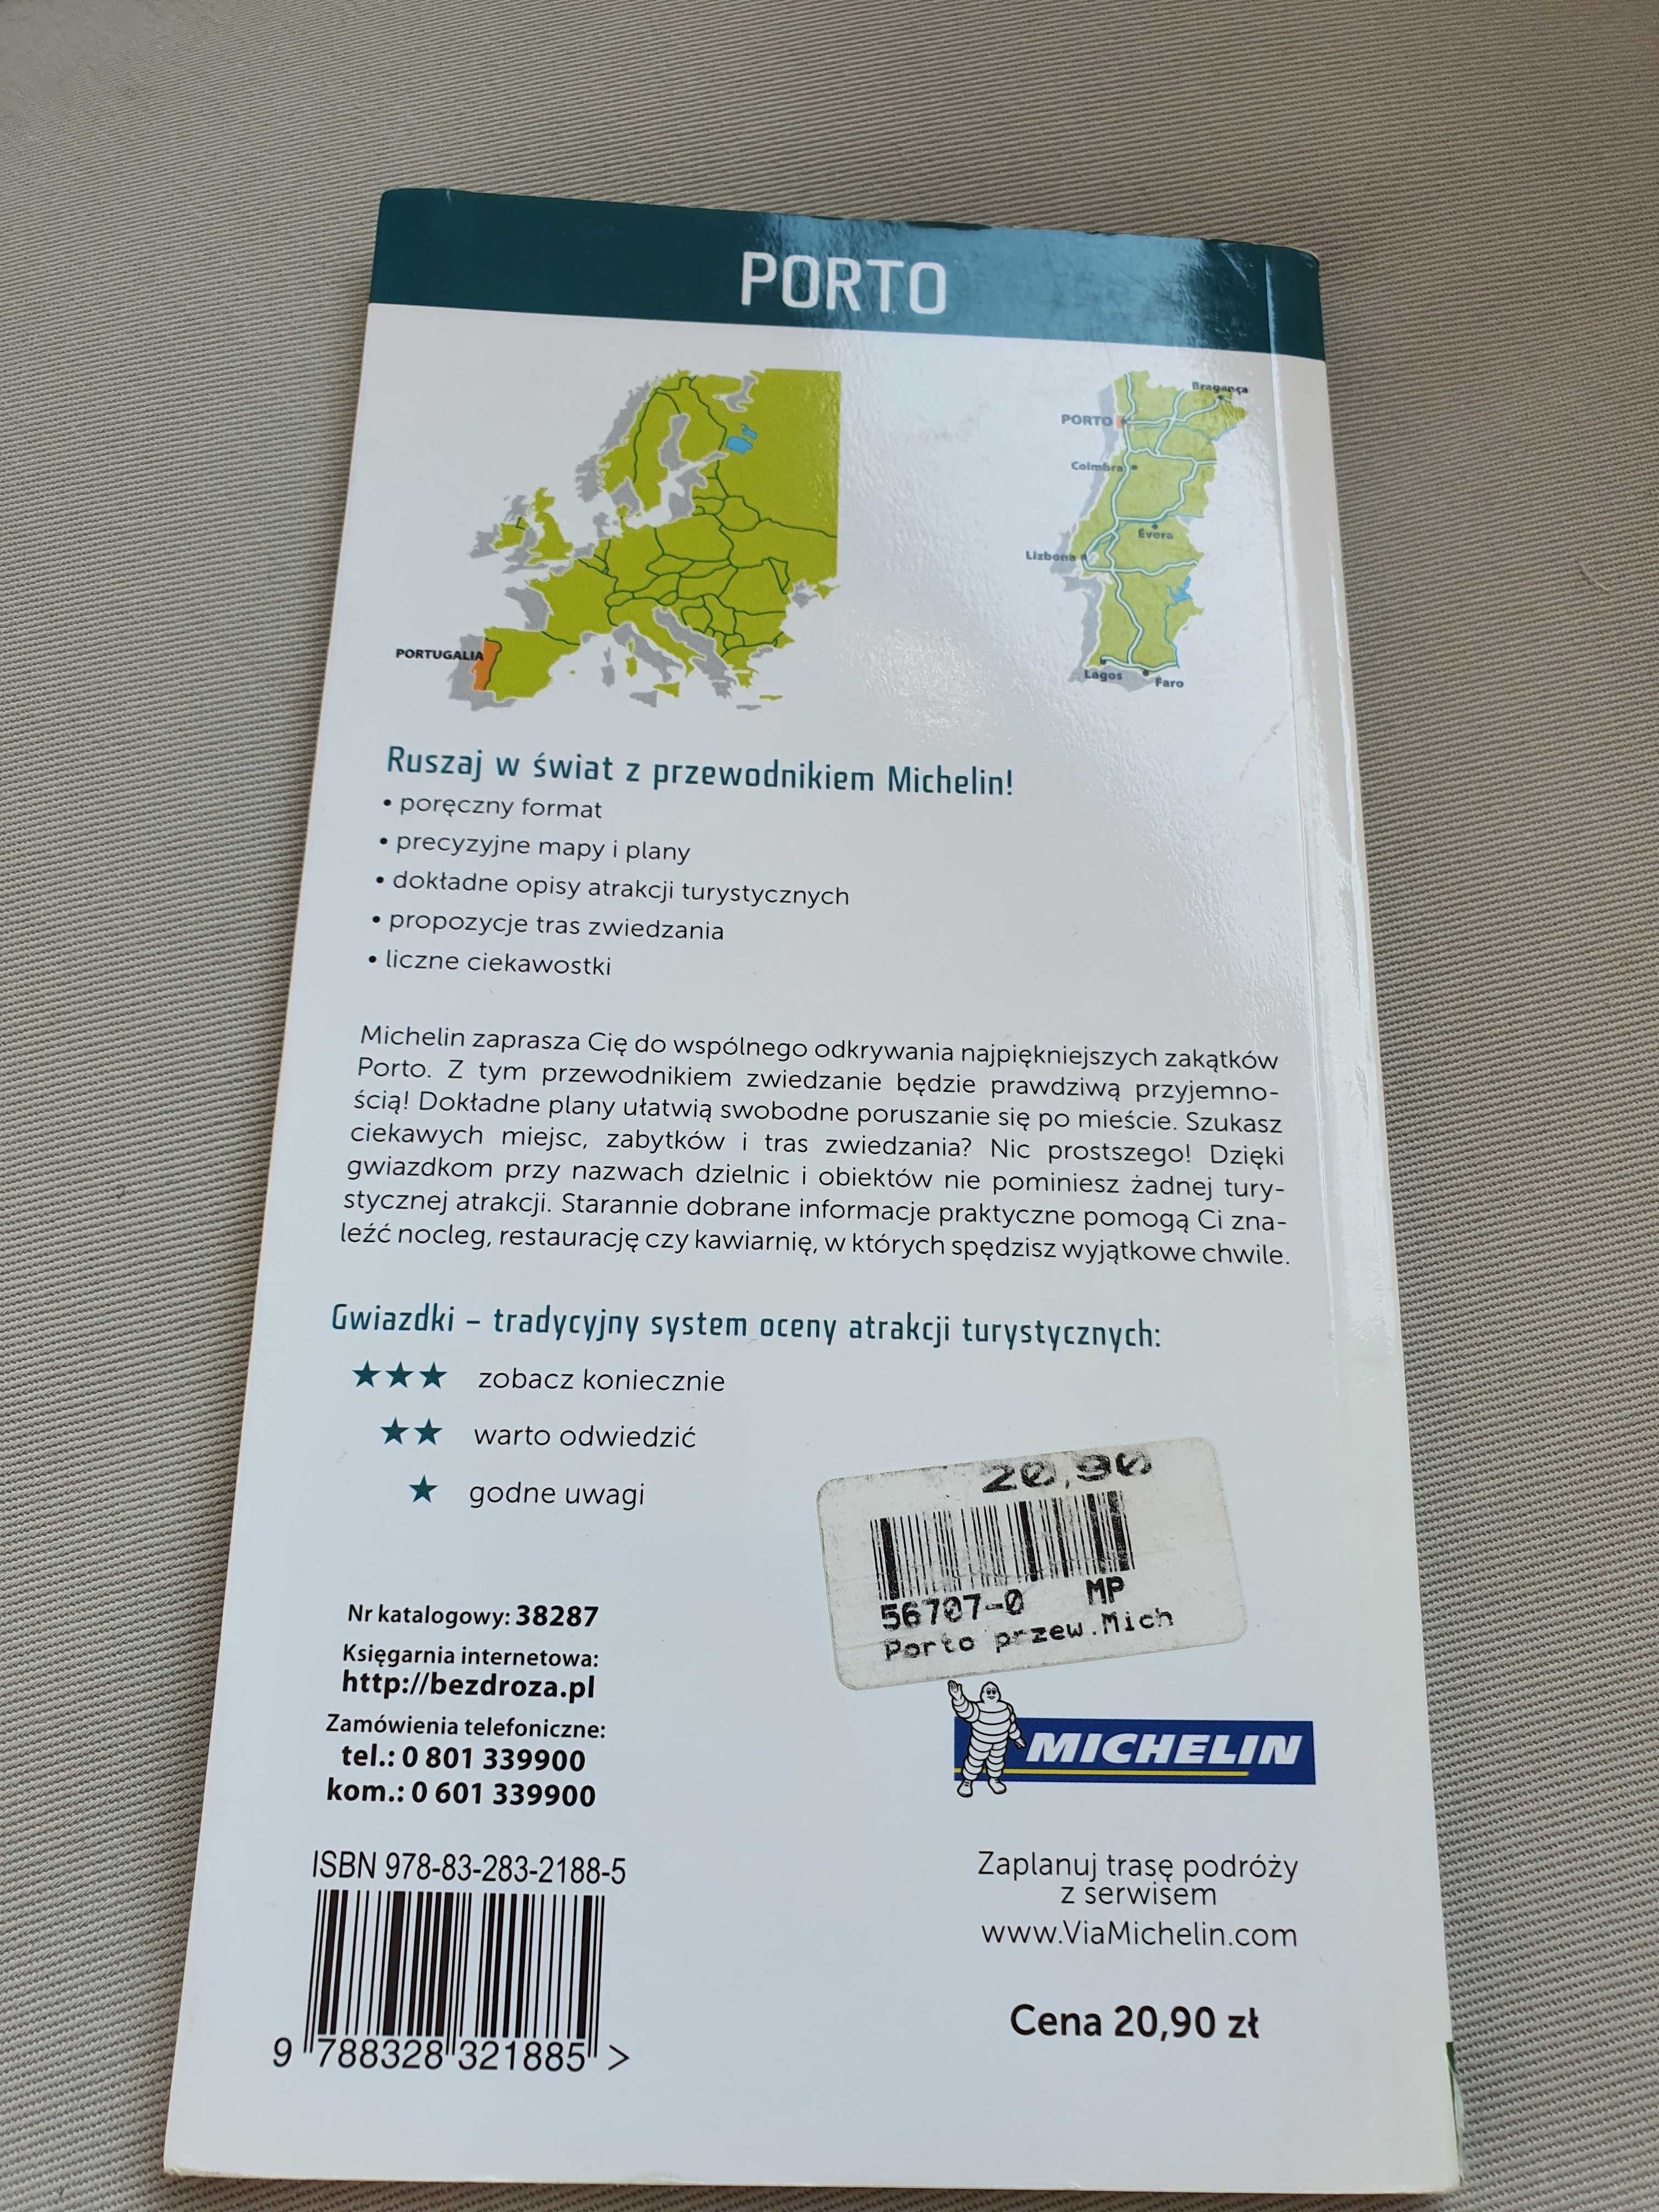 PORTO
Bragança
PORTO
Coimbra
Évora
Lizbona
Lagos
Faro
PORTUGALIA
Ruszaj w świat z przewodnikiem Michelin!
• poręczny format
• precyzyjne mapy i plany
• dokładne opisy atrakcji turystycznych
• propozycje tras zwiedzania
• liczne ciekawostki
Michelin zaprasza Cię do wspólnego odkrywania najpiękniejszych zakątków
Porto. Z tym przewodnikiem zwiedzanie będzie prawdziwą przyjemno-
ścią! Dokładne plany ułatwią swobodne poruszanie się po mieście. Szukasz
ciekawych miejsc, zabytków i tras zwiedzania? Nic prostszego! Dzięki
gwiazdkom przy nazwach dzielnic i obiektów nie pominiesz żadnej tury-
stycznej atrakcji. Starannie dobrane informacje praktyczne pomogą Ci zna-
leźć nocleg, restaurację czy kawiarnię, w których spędzisz wyjątkowe chwile.
Gwiazdki – tradycyjny system oceny atrakcji turystycznych:
★★★ zobacz koniecznie
★★ warto odwiedzić
★ godne uwagi
20,90
56707-0 MP
Porto przew.Mich
Nr katalogowy: 38287
Księgarnia internetowa:
http://bezdroza.pl
Zamówienia telefoniczne:
tel.: 0 801 339900
kom.: 0 601 339900
ISBN 978-83-283-2188-5
9 788328 321885 >
MICHELIN
Zaplanuj trasę podróży
z serwisem
www.ViaMichelin.com
Cena 20,90 zł